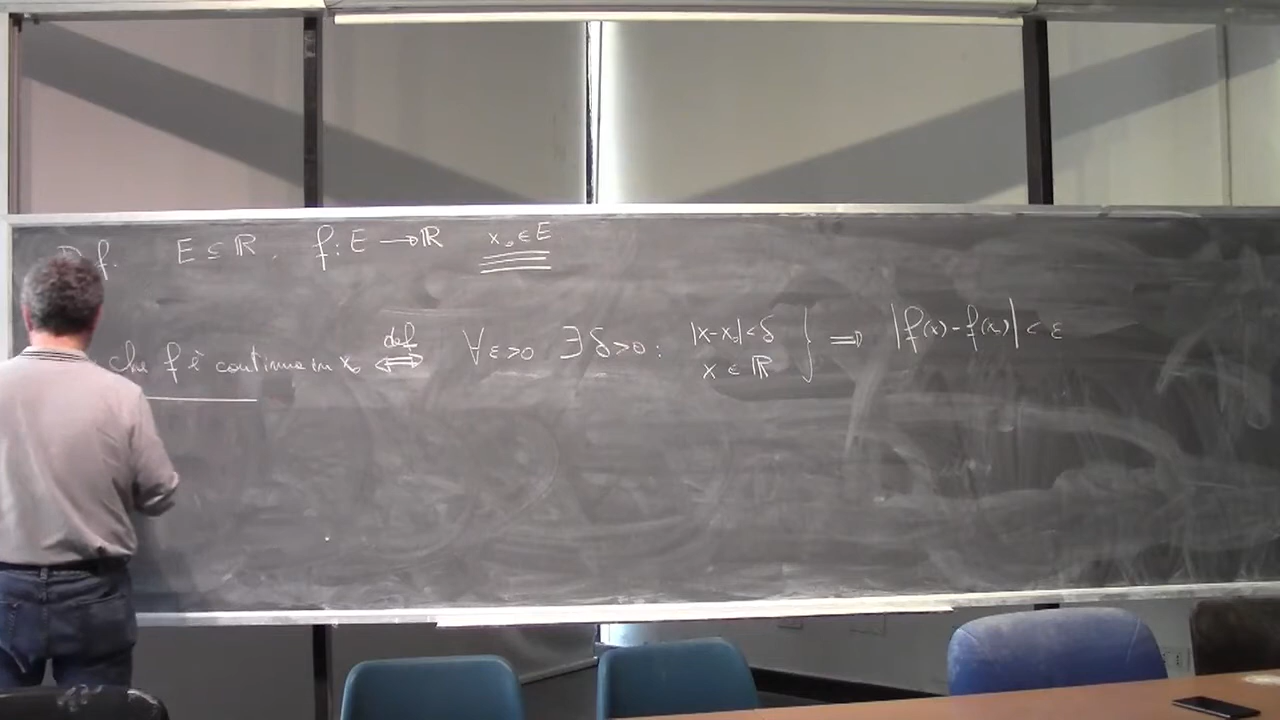 Def. E ⊆ ℝ, f: E → ℝ x₀ ∈ E
che f è continua in x₀ ⇐def⇒ ∀ε>0 ∃δ>0: |x-x₀|<δ x ∈ ℝ } ⇒ |f(x)-f(x₀)| < ε